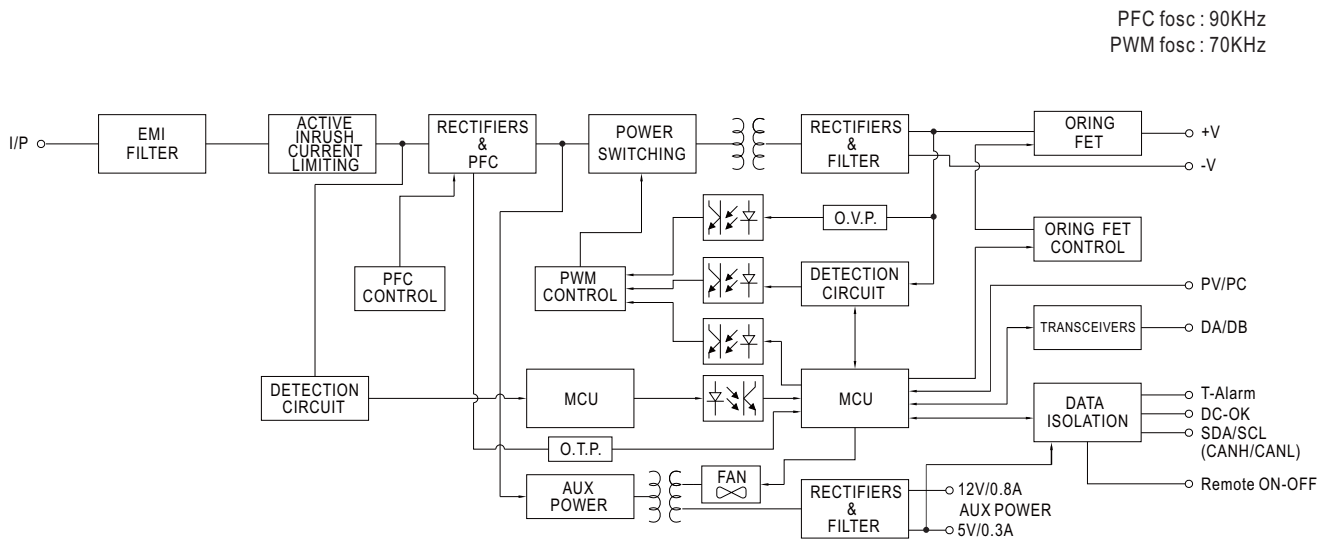 PFC fosc : 90KHz
PWM fosc : 70KHz
I/P
EMI
FILTER
ACTIVE
INRUSH
CURRENT
LIMITING
RECTIFIERS
&
PFC
POWER
SWITCHING
RECTIFIERS
&
FILTER
ORING
FET
+V
-V
O.V.P.
ORING FET
CONTROL
PFC
CONTROL
PWM
CONTROL
DETECTION
CIRCUIT
PV/PC
TRANSCEIVERS
DA/DB
DETECTION
CIRCUIT
MCU
MCU
DATA
ISOLATION
T-Alarm
DC-OK
SDA/SCL
(CANH/CANL)
O.T.P.
AUX
POWER
FAN
RECTIFIERS
&
FILTER
12V/0.8A
AUX POWER
5V/0.3A
Remote ON-OFF